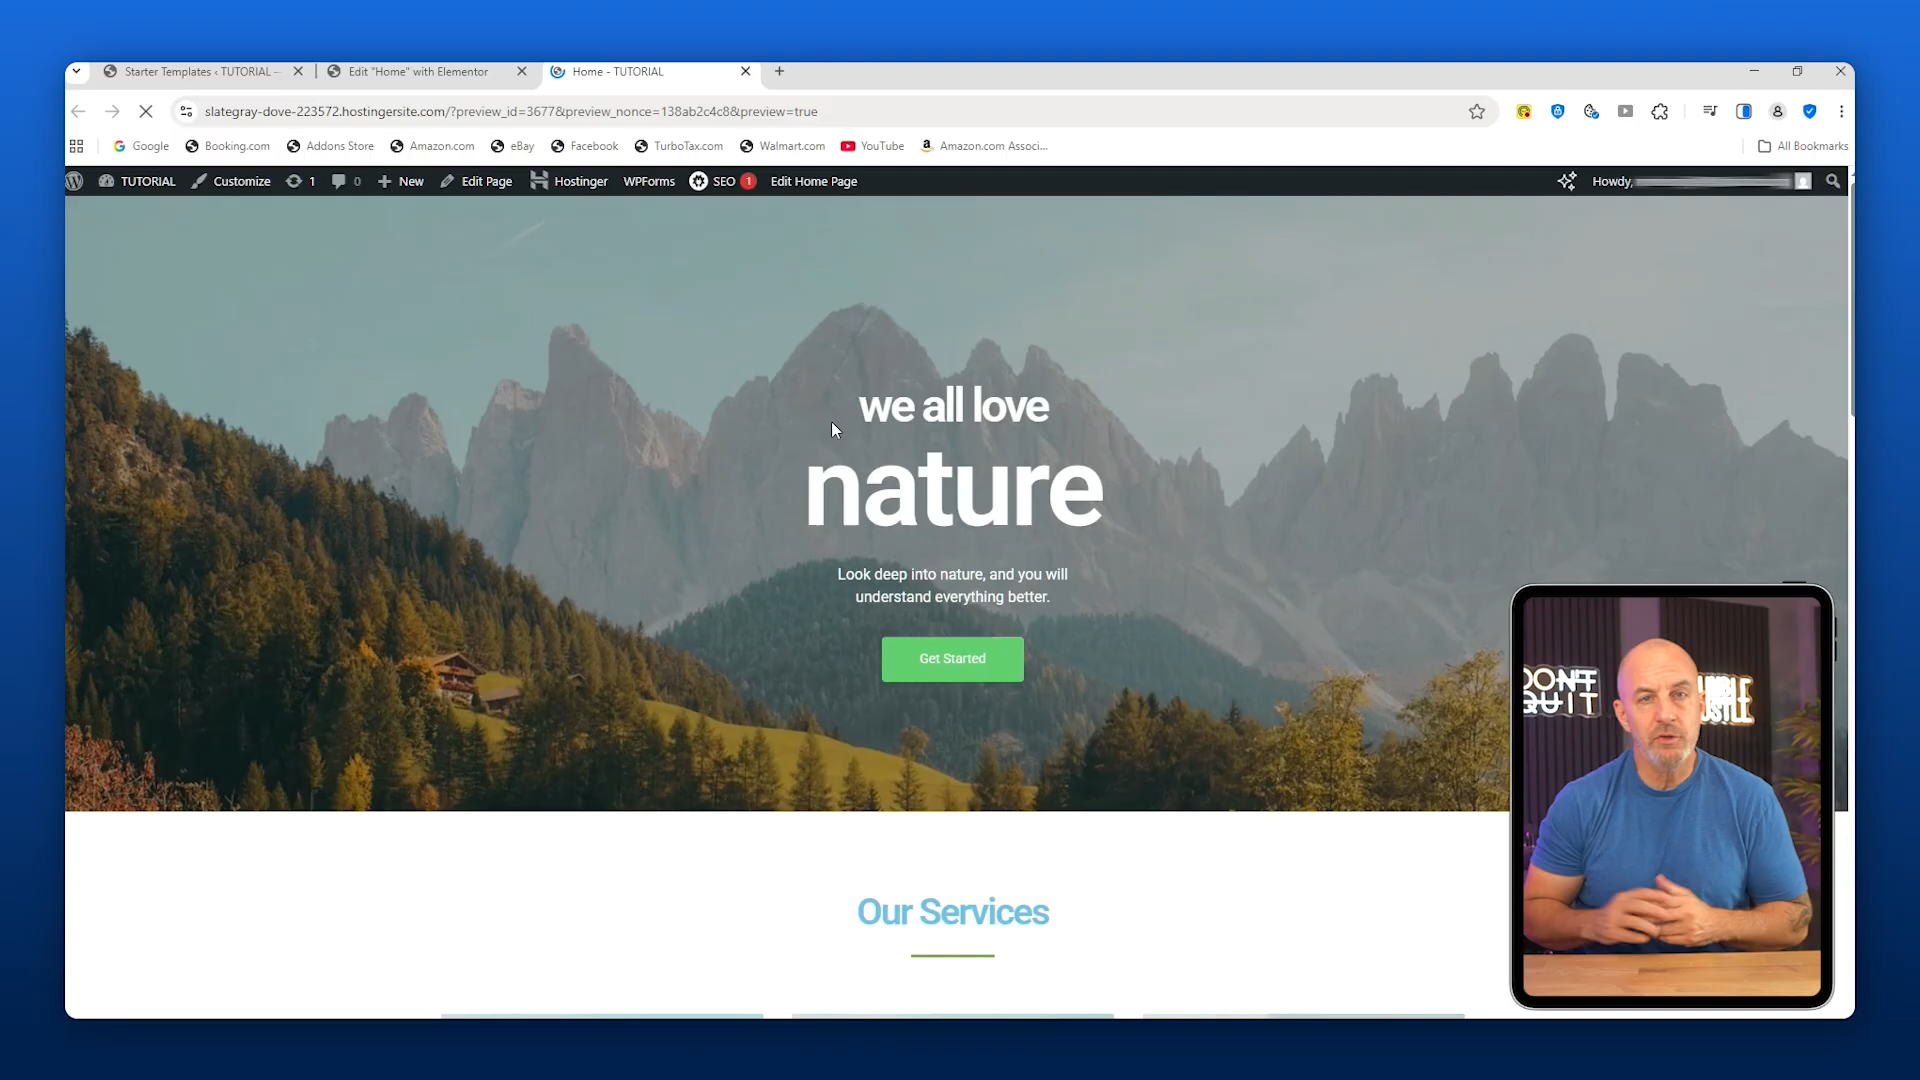 Starter Templates ‹ TUTORIAL —
Edit "Home" with Elementor
Home - TUTORIAL
slategray-dove-223572.hostingersite.com/?preview_id=3677&preview_nonce=138ab2c4c8&preview=true
Google
Booking.com
Addons Store
Amazon.com
eBay
Facebook
TurboTax.com
Walmart.com
YouTube
Amazon.com Associ...
All Bookmarks
TUTORIAL
Customize
1
0
New
Edit Page
Hostinger
WPForms
SEO 1
Edit Home Page
Howdy,
we all love
nature
Look deep into nature, and you will
understand everything better.
Get Started
DON'T
QUIT
Our Services